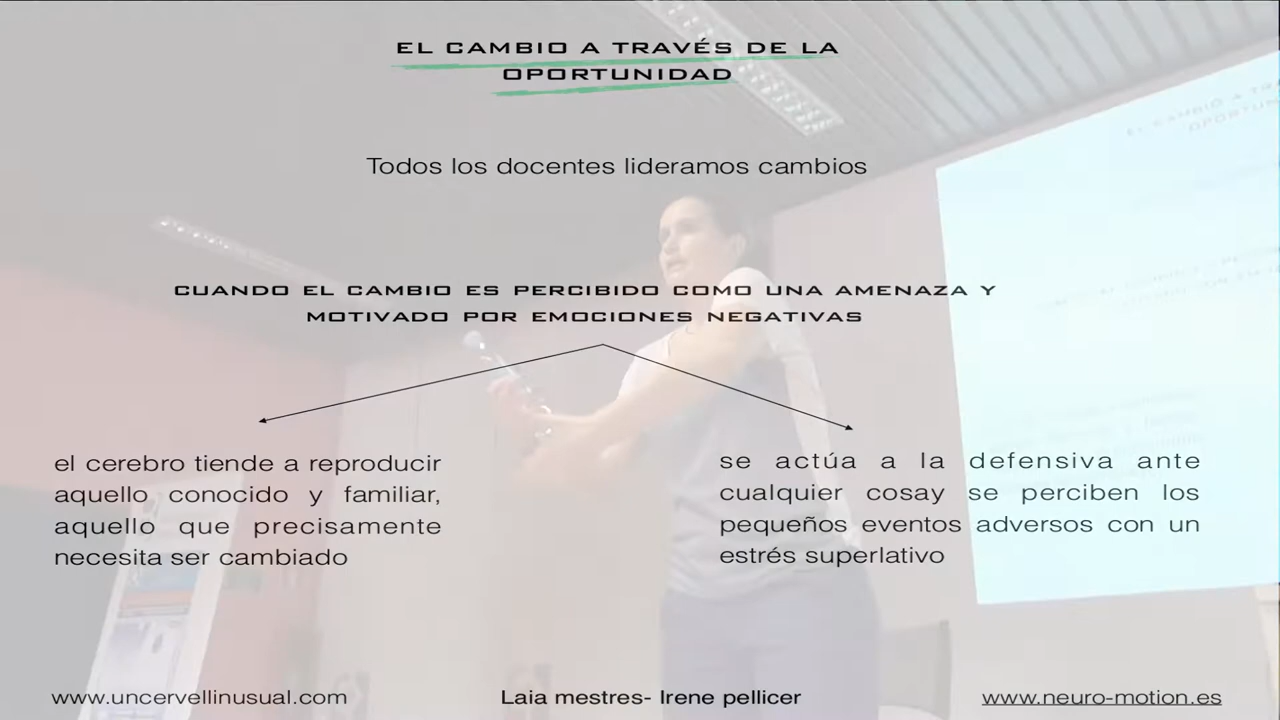 EL CAMBIO A TRAVÉS DE LA
OPORTUNIDAD
Todos los docentes lideramos cambios
CUANDO EL CAMBIO ES PERCIBIDO COMO UNA AMENAZA Y
MOTIVADO POR EMOCIONES NEGATIVAS
el cerebro tiende a reproducir
aquello conocido y familiar,
aquello que precisamente
necesita ser cambiado
se actúa a la defensiva ante
cualquier cosay se perciben los
pequeños eventos adversos con un
estrés superlativo
www.uncervellinusual.com
Laia mestres- Irene pellicer
www.neuro-motion.es